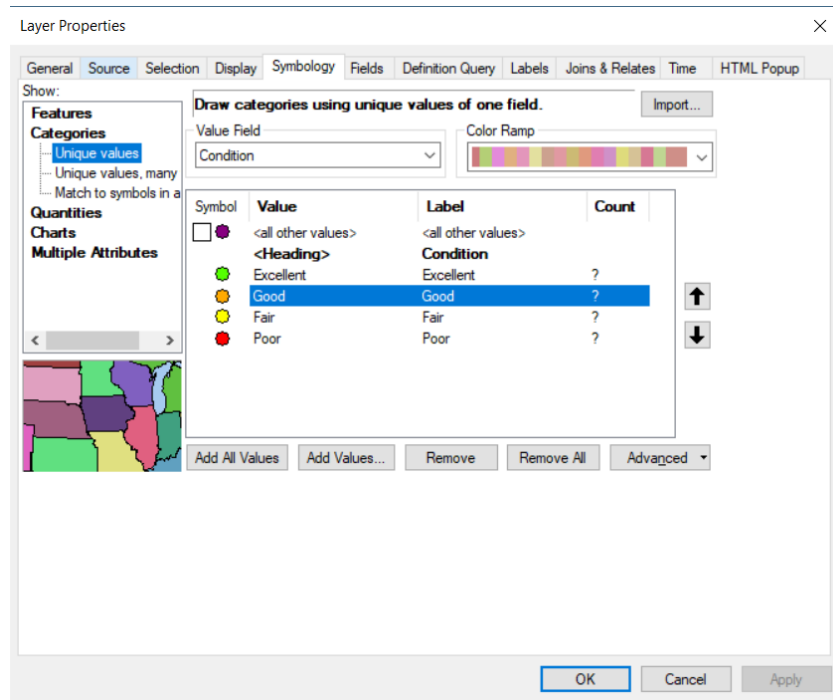 Layer Properties
General Source Selection Display Symbology Fields Definition Query Labels Joins & Relates Time HTML Popup
Show:
Features
Categories
Unique values
Unique values, many
Match to symbols in a
Quantities
Charts
Multiple Attributes
Draw categories using unique values of one field.
Import...
Value Field
Condition
Color Ramp
Symbol Value Label Count
<all other values> <all other values>
<Heading> Condition
Excellent Excellent ?
Good Good ?
Fair Fair ?
Poor Poor ?
Add All Values Add Values... Remove Remove All Advanced
OK Cancel Apply